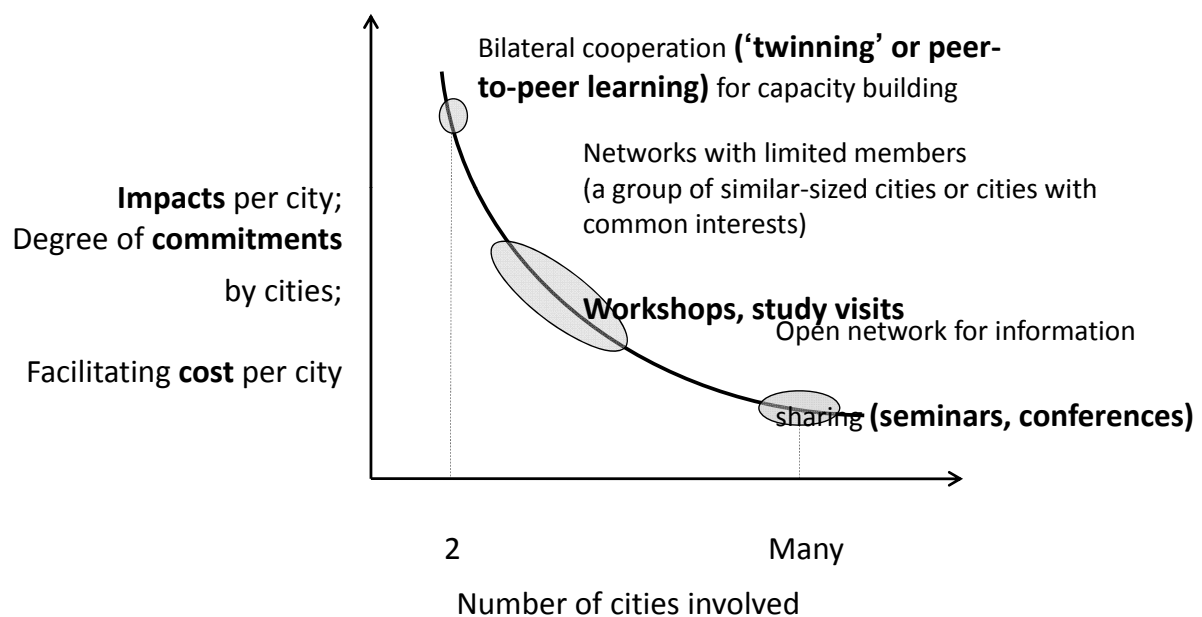 Bilateral cooperation (‘twinning’ or peer-
to-peer learning) for capacity building
Networks with limited members
(a group of similar-sized cities or cities with
common interests)
Impacts per city;
Degree of commitments
by cities;
Facilitating cost per city
Workshops, study visits
Open network for information
sharing (seminars, conferences)
2
Many
Number of cities involved